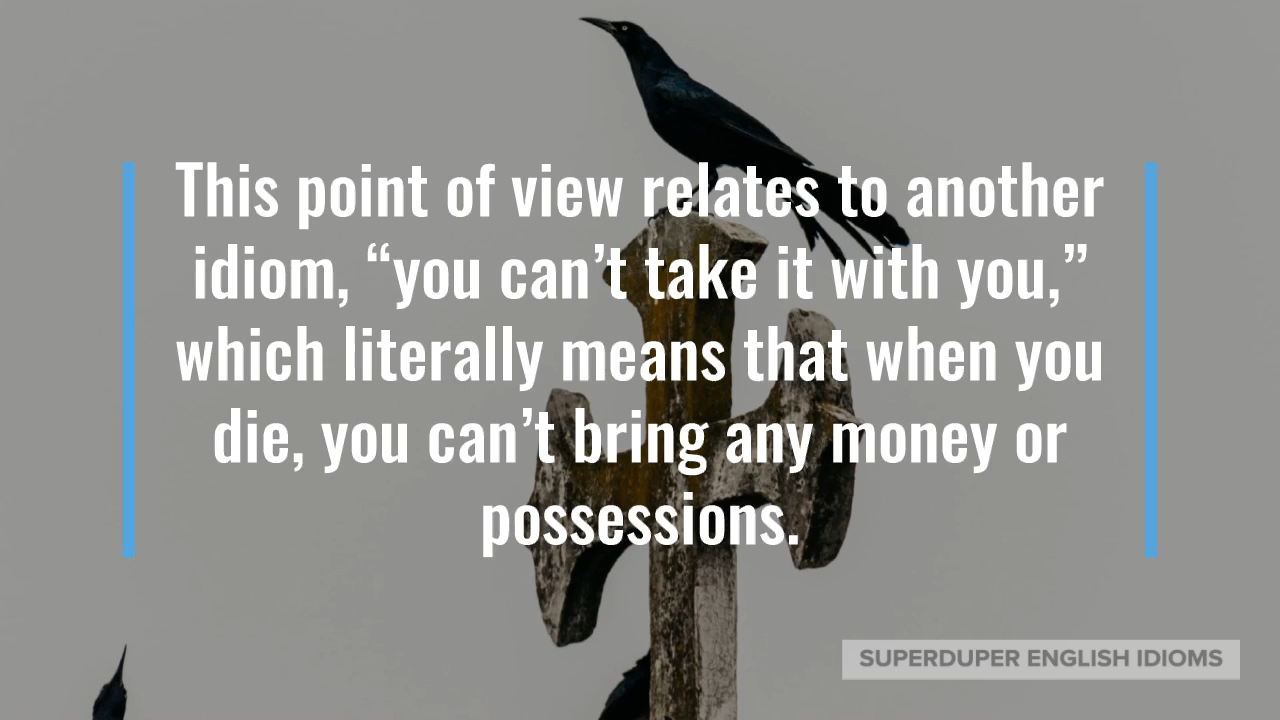 This point of view relates to another
idiom, “you can’t take it with you,”
which literally means that when you
die, you can’t bring any money or
possessions.
SUPERDUPER ENGLISH IDIOMS